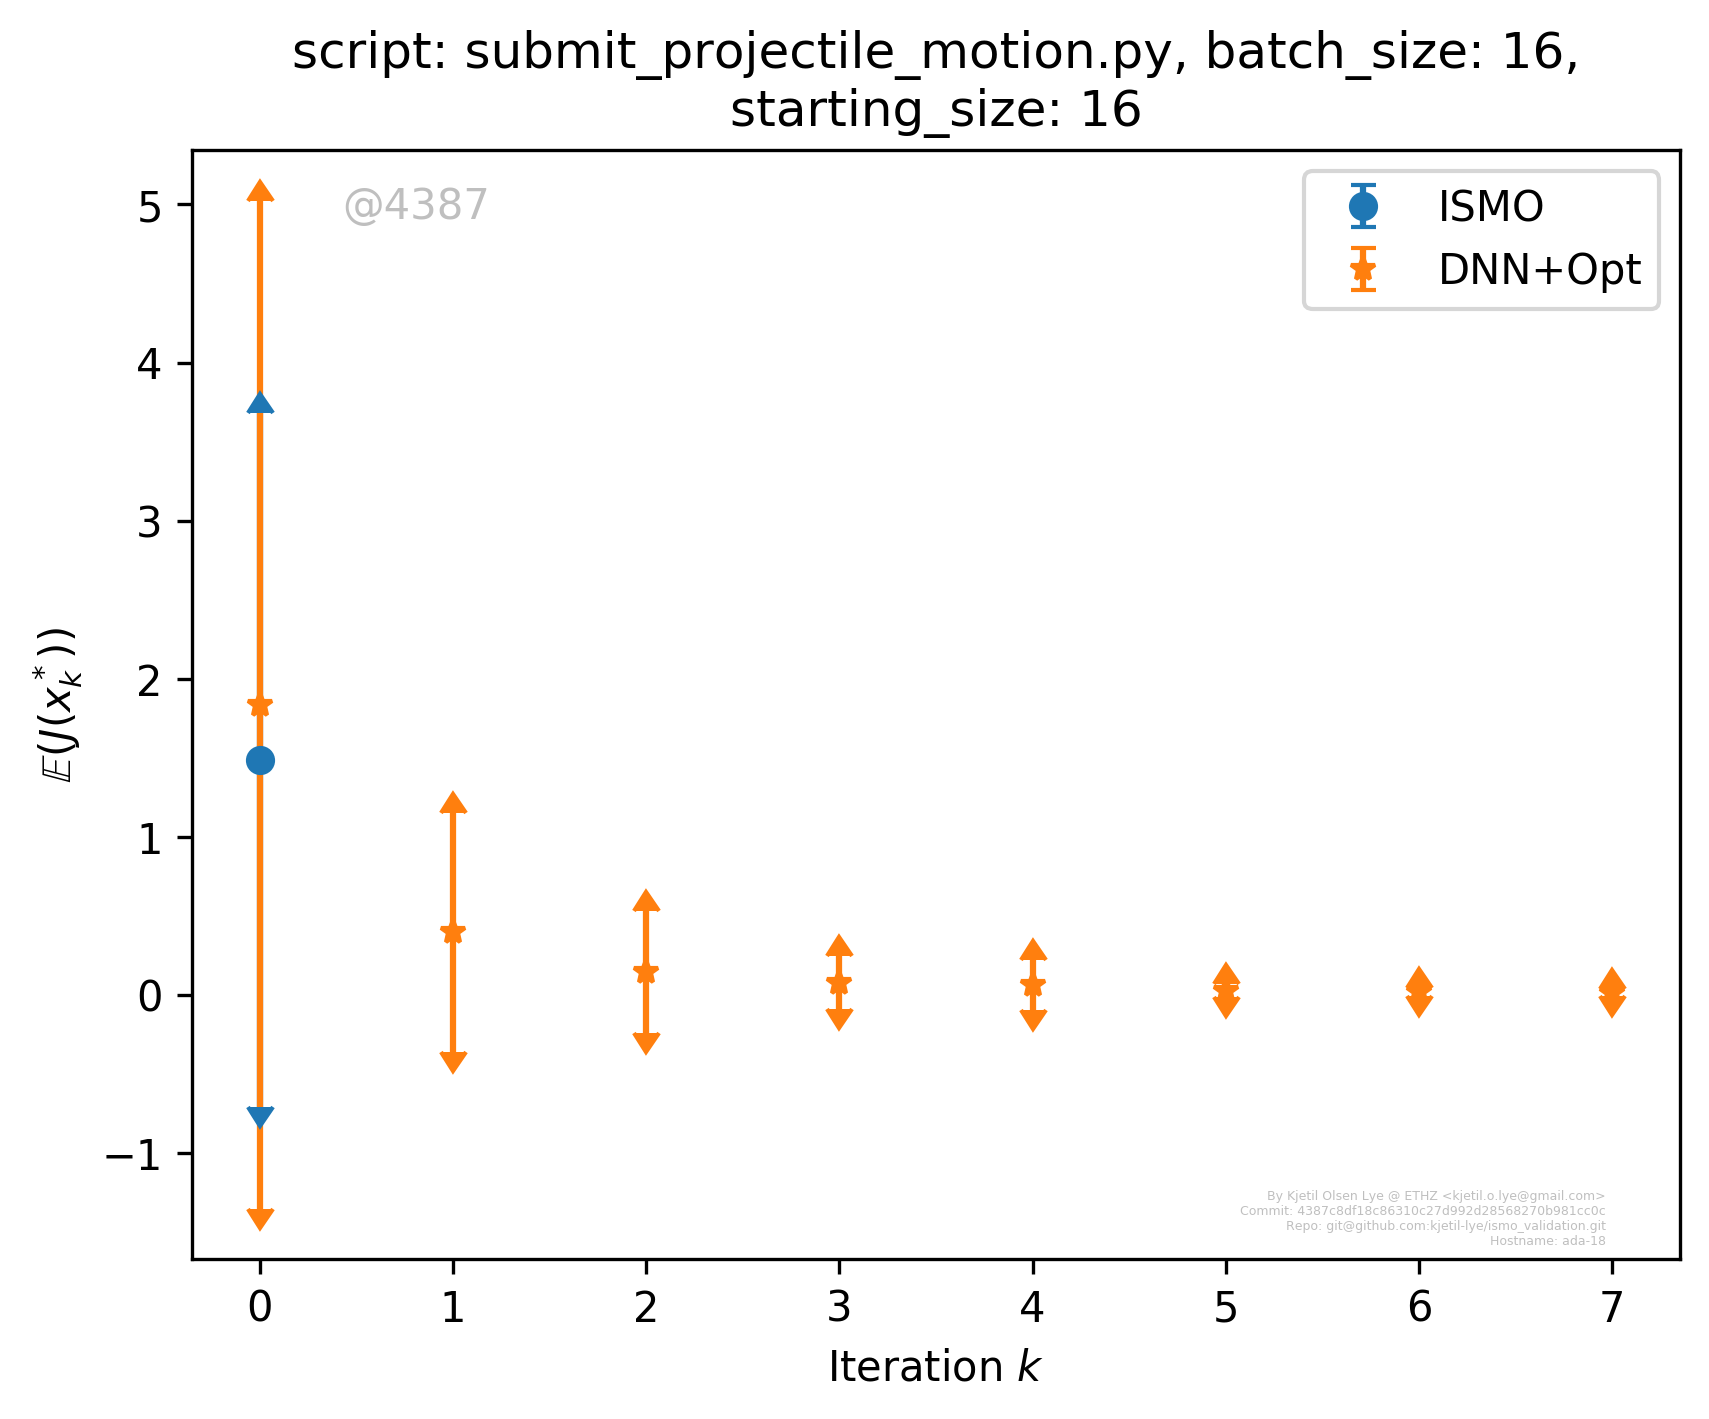 script: submit_projectile_motion.py, batch_size: 16,
starting_size: 16
@4387
ISMO
DNN+Opt
5
4
3
2
1
0
−1
𝔼(J(x*k))
By Kjetil Olsen Lye @ ETHZ <kjetil.o.lye@gmail.com>
Commit: 4387c8df18c86310c27d992d28568270b981cc0c
Repo: git@github.com:kjetil-lye/ismo_validation.git
Hostname: ada-18
0 1 2 3 4 5 6 7
Iteration k